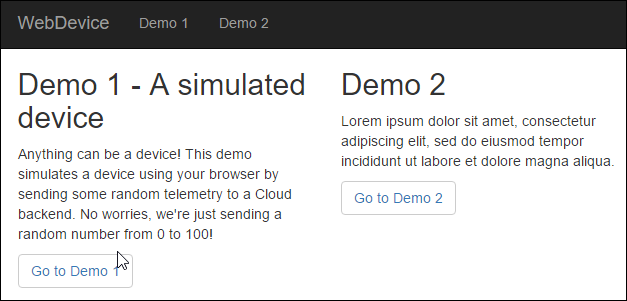 WebDevice Demo 1 Demo 2
Demo 1 - A simulated
device
Anything can be a device! This demo
simulates a device using your browser by
sending some random telemetry to a Cloud
backend. No worries, we're just sending a
random number from 0 to 100!
Go to Demo 1
Demo 2
Lorem ipsum dolor sit amet, consectetur
adipiscing elit, sed do eiusmod tempor
incididunt ut labore et dolore magna aliqua.
Go to Demo 2